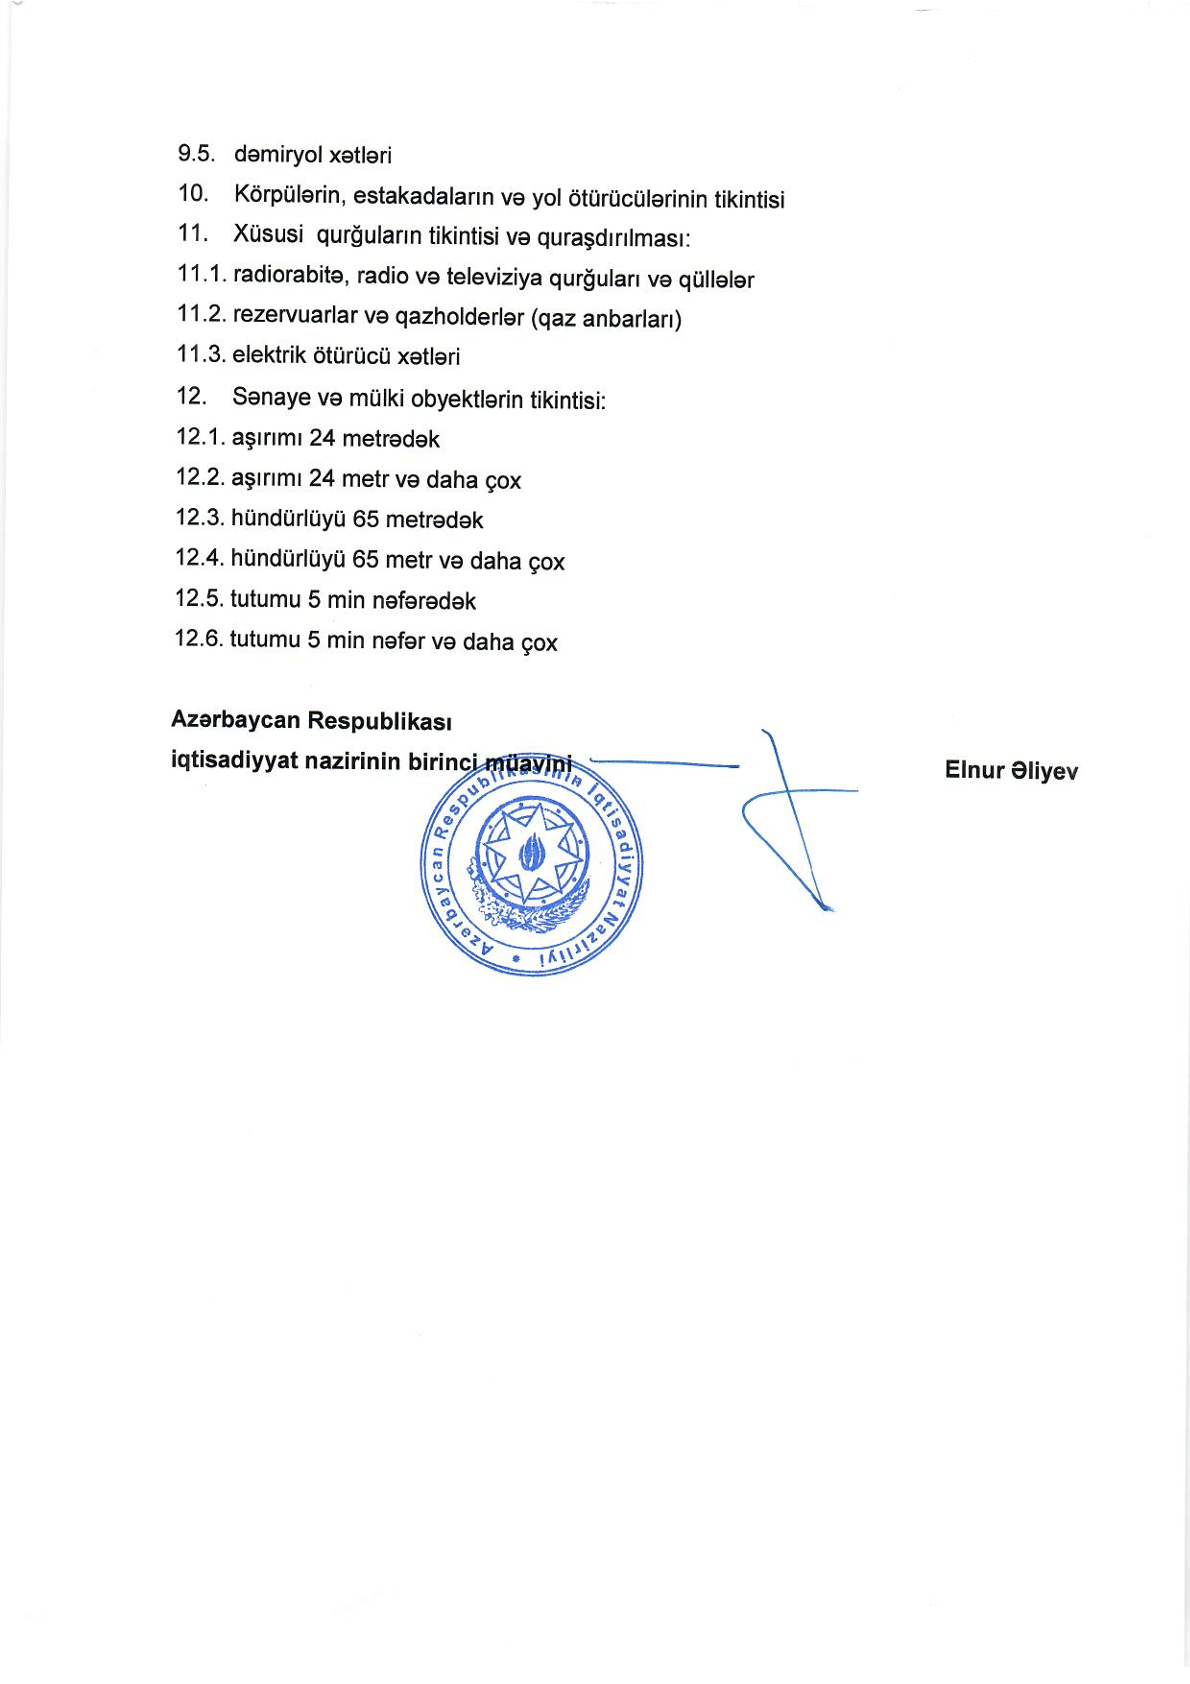 9.5. dəmiryol xətləri
10. Körpülərin, estakadaların və yol ötürücülərinin tikintisi
11. Xüsusi qurğuların tikintisi və quraşdırılması:
11.1. radiorabitə, radio və televiziya qurğuları və qüllələr
11.2. rezervuarlar və qazholderlər (qaz anbarları)
11.3. elektrik ötürücü xətləri
12. Sənaye və mülki obyektlərin tikintisi:
12.1. aşırımı 24 metrədək
12.2. aşırımı 24 metr və daha çox
12.3. hündürlüyü 65 metrədək
12.4. hündürlüyü 65 metr və daha çox
12.5. tutumu 5 min nəfərədək
12.6. tutumu 5 min nəfər və daha çox
Azərbaycan Respublikası
iqtisadiyyat nazirinin birinci müavini
Elnur Əliyev
Azərbaycan Respublikasının İqtisadiyyat Nazirliyi